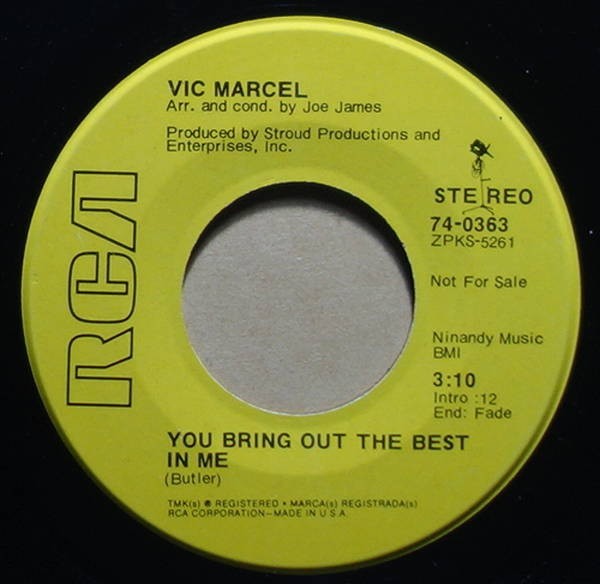 VIC MARCEL
Arr. and cond. by Joe James
Produced by Stroud Productions and
Enterprises, Inc.
RCA
STEREO
74-0363
ZPKS-5261
Not For Sale
Ninandy Music
BMI
3:10
Intro :12
End: Fade
YOU BRING OUT THE BEST
IN ME
(Butler)
TMK(s) ® REGISTERED • MARCA(s) REGISTRADA(s)
RCA CORPORATION—MADE IN U.S.A.